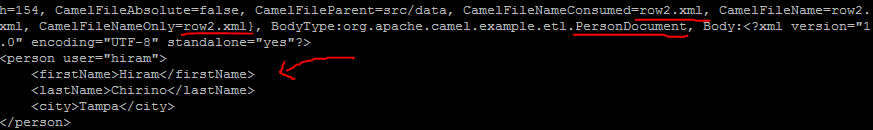 h=154, CamelFileAbsolute=false, CamelFileParent=src/data, CamelFileNameConsumed=row2.xml, CamelFileName=row2.
xml, CamelFileNameOnly=row2.xml}, BodyType:org.apache.camel.example.etl.PersonDocument, Body:<?xml version="1
.0" encoding="UTF-8" standalone="yes"?>
<person user="hiram">
    <firstName>Hiram</firstName>
    <lastName>Chirino</lastName>
    <city>Tampa</city>
</person>